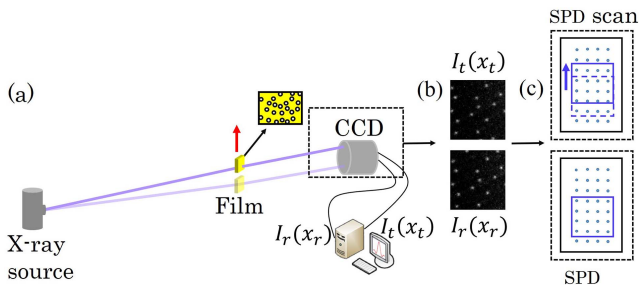 SPD scan
(a)
I_t(x_t)
(b)
(c)
CCD
Film
X-ray
source
I_r(x_r)
I_t(x_t)
I_r(x_r)
SPD